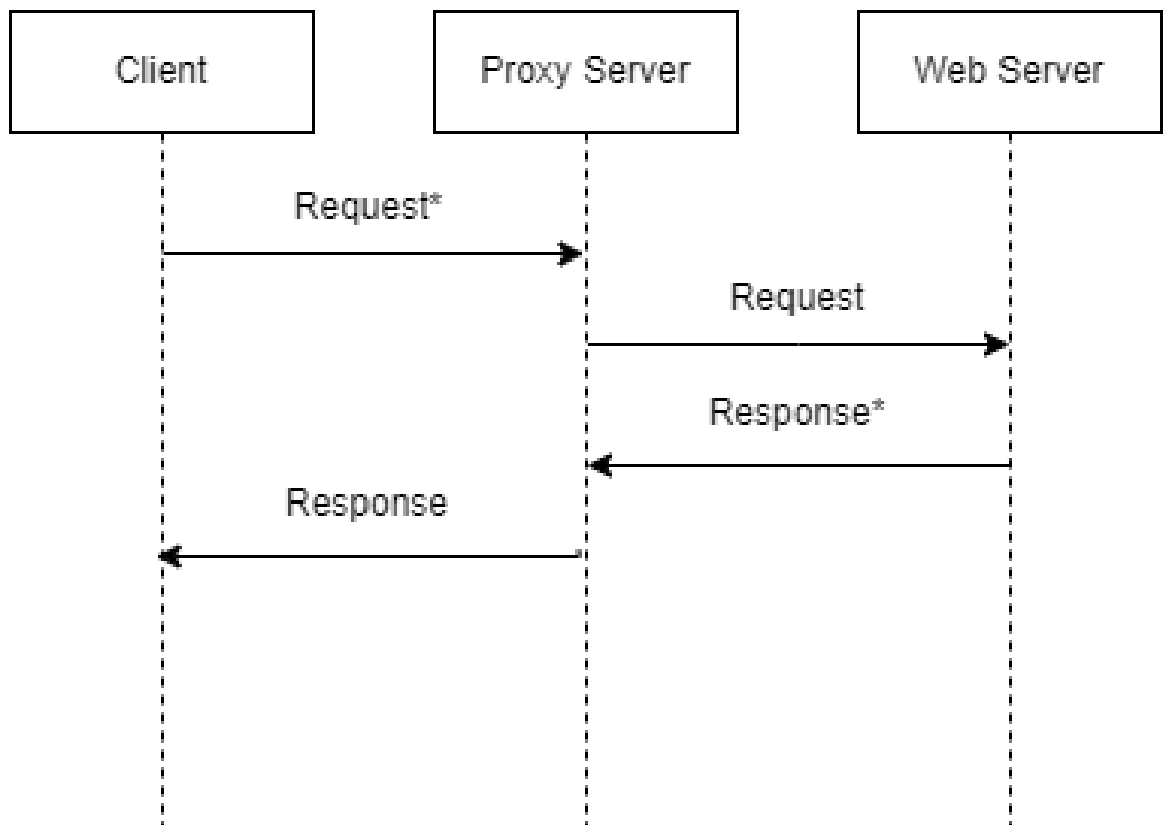 Client
Proxy Server
Web Server
Request*
Request
Response*
Response